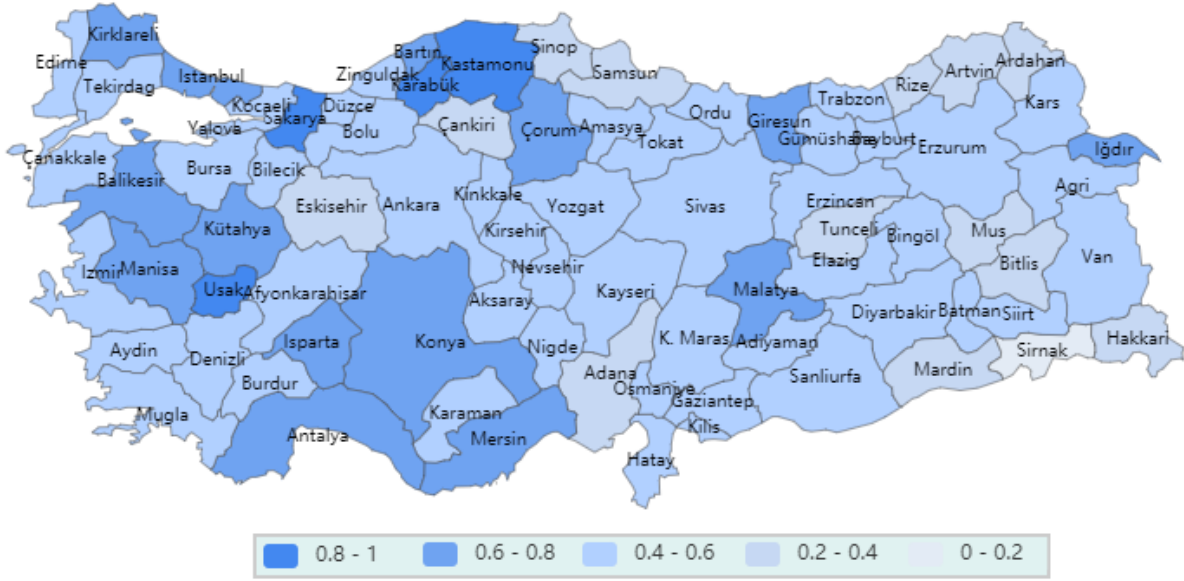 Kirklareli
Edirne
Tekirdag
Istanbul
Kocaeli
Yalova
Sakarya
Düzce
Bolu
Zinguldak
Bartın
Karabük
Kastamonu
Sinop
Samsun
Çankiri
Çorum
Amasya
Tokat
Ordu
Giresun
Gümüshane
Trabzon
Bayburt
Rize
Artvin
Ardahan
Kars
Iğdır
Erzurum
Agri
Çanakkale
Balikesir
Bursa
Bilecik
Eskisehir
Ankara
Kinkkale
Kirsehir
Yozgat
Sivas
Erzincan
Tunceli
Bingöl
Mus
Bitlis
Van
Kütahya
Izmir
Manisa
Usak
Afyonkarahisar
Aksaray
Nevsehir
Kayseri
Malatya
Elazig
Diyarbakir
Batman
Siirt
Sirnak
Hakkari
Aydin
Denizli
Isparta
Burdur
Konya
Nigde
Adana
K. Maras
Adiyaman
Sanliurfa
Mardin
Mugla
Antalya
Karaman
Mersin
Osmaniye
Gaziantep
Kilis
Hatay
0.8 - 1 0.6 - 0.8 0.4 - 0.6 0.2 - 0.4 0 - 0.2